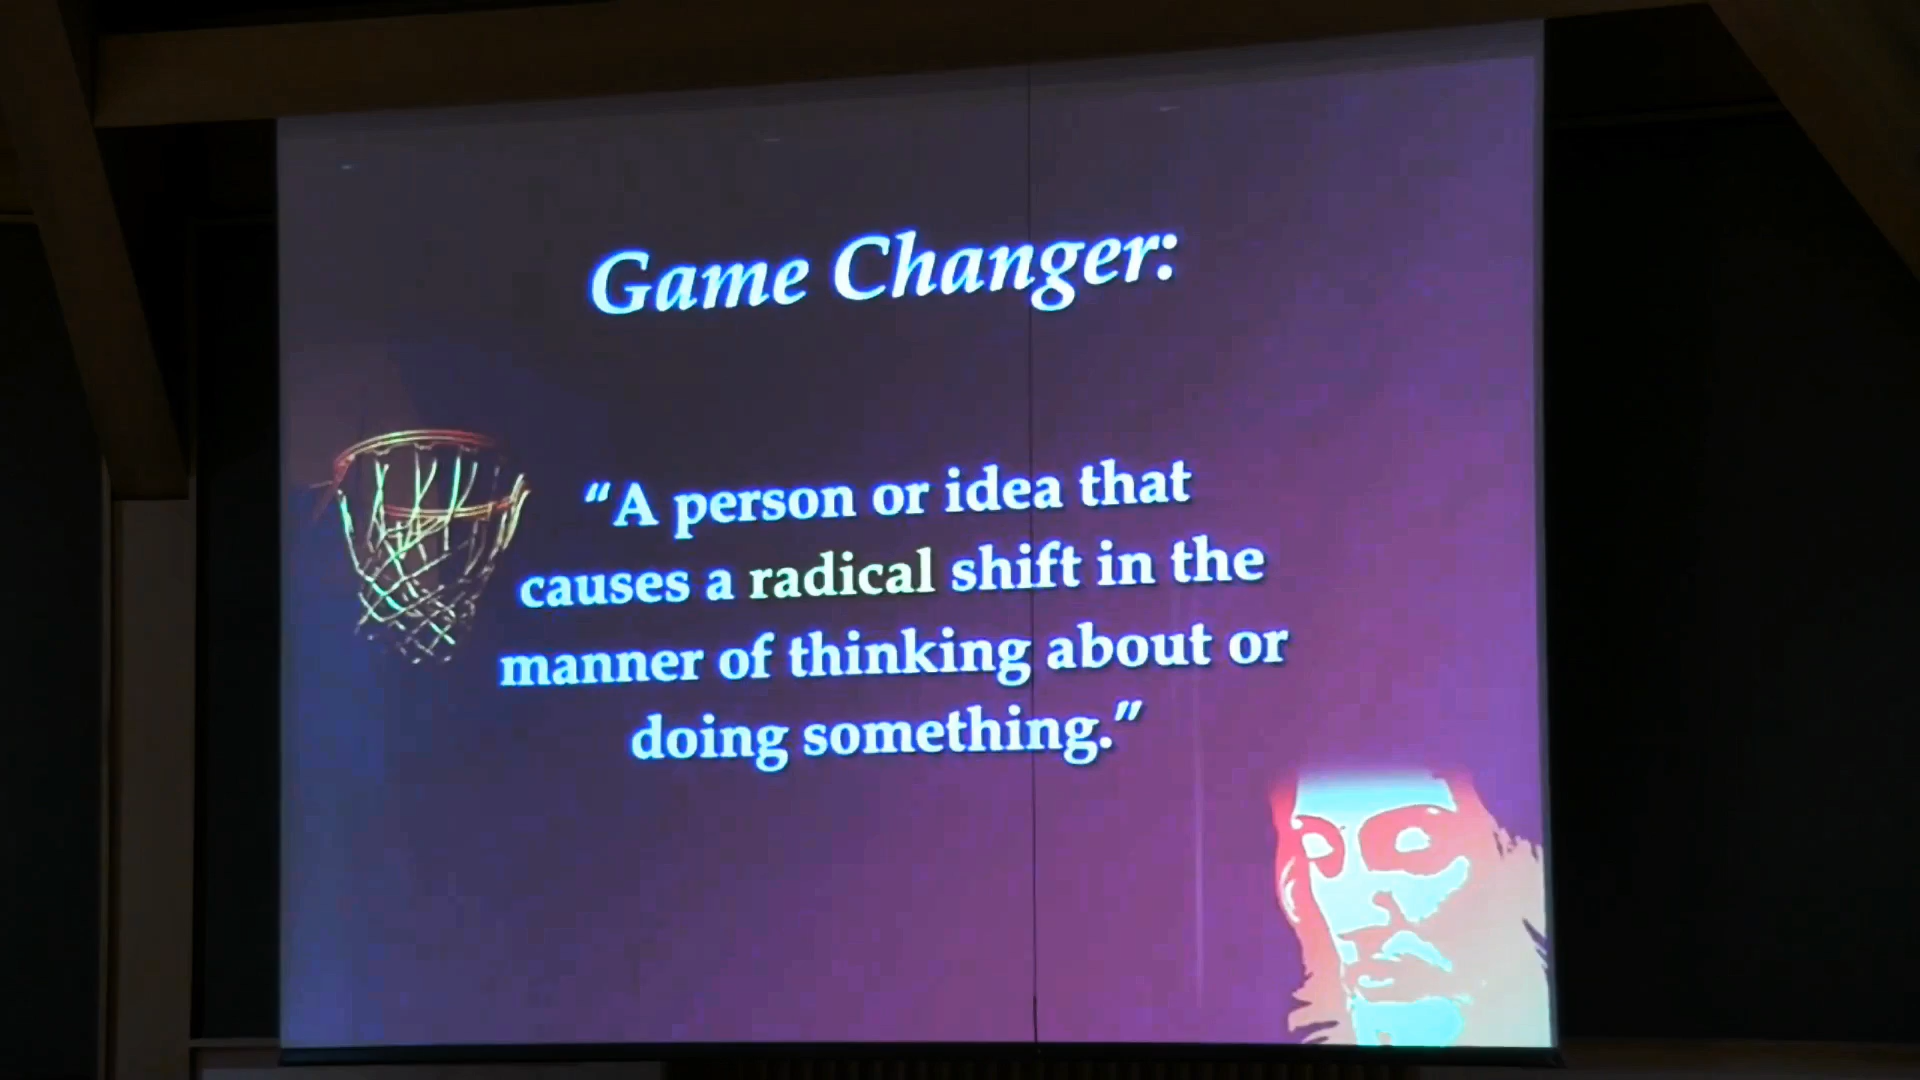 Game Changer:
“A person or idea that
causes a radical shift in the
manner of thinking about or
doing something.”